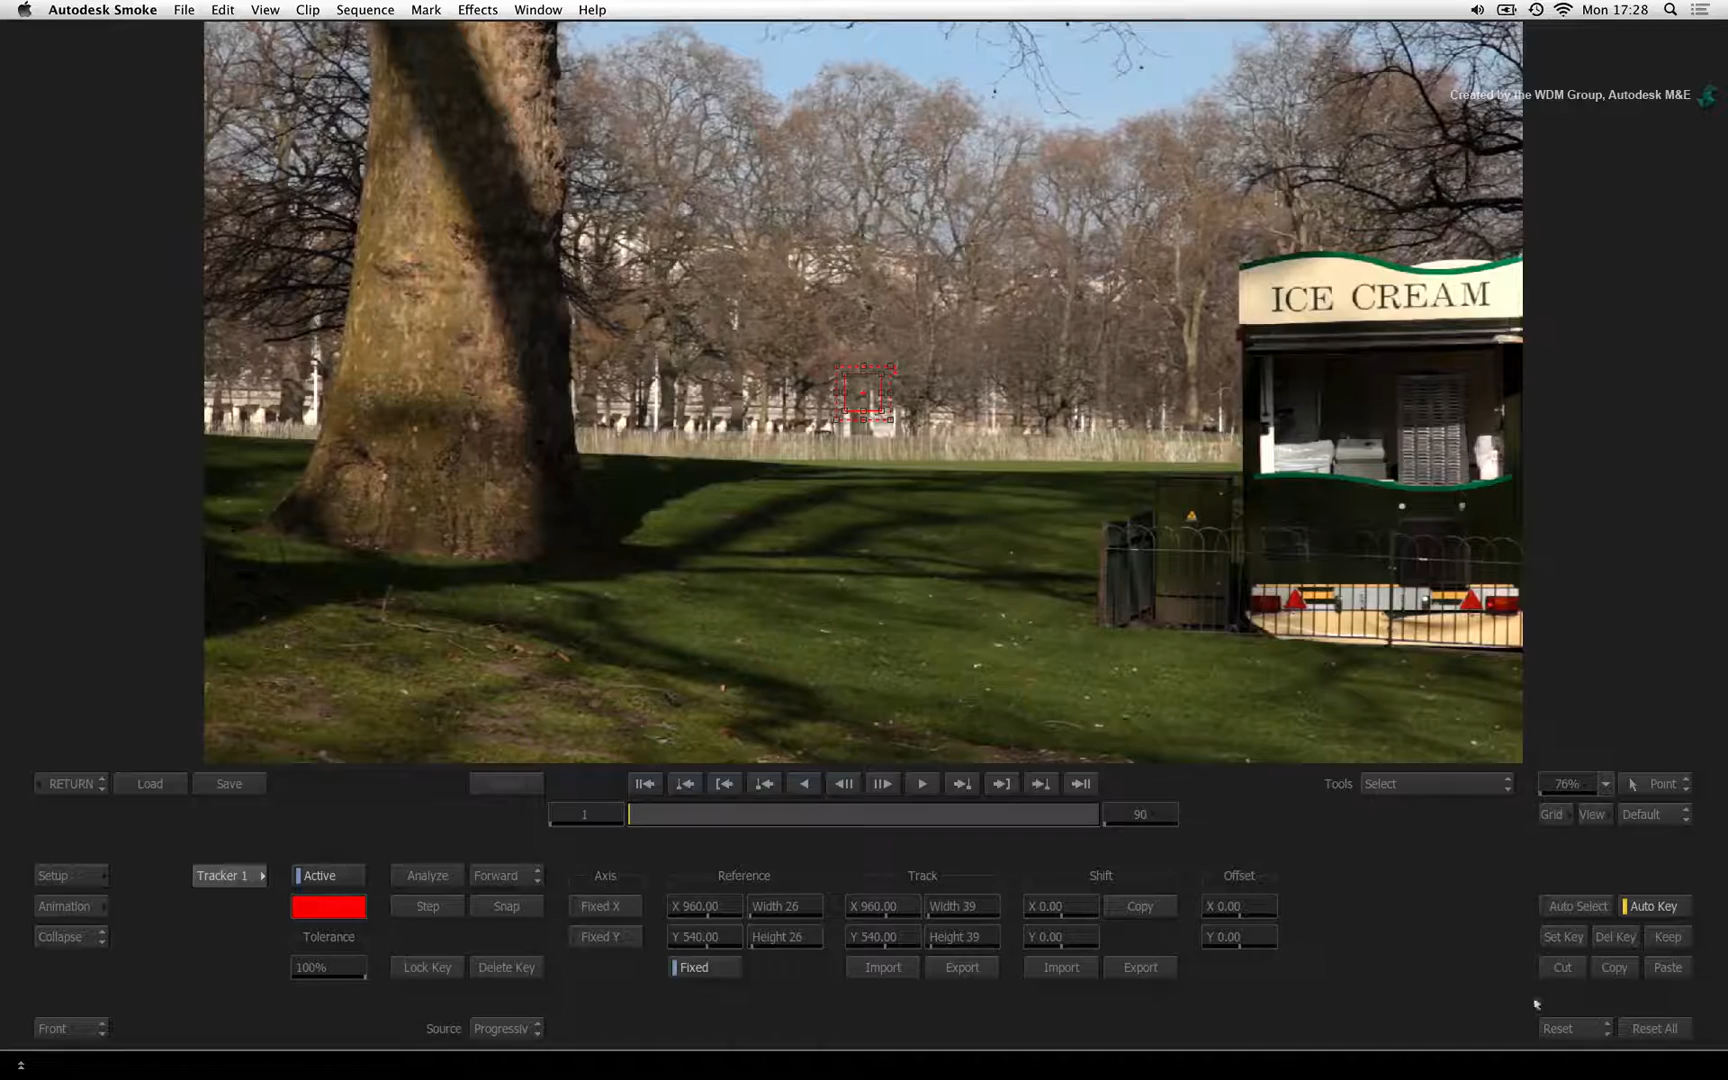 Autodesk Smoke File Edit View Clip Sequence Mark Effects Window Help Mon 17:28
Created by the WDM Group, Autodesk M&E
ICE CREAM
RETURN Load Save Tools Select 76% Point
1 90 Grid View Default
Setup Tracker 1 Active Analyze Forward Axis Reference Track Shift Offset
Animation Step Snap Fixed X X 960.00 Width 26 X 960.00 Width 39 X 0.00 Copy X 0.00 Auto Select Auto Key
Collapse Tolerance Fixed Y Y 540.00 Height 26 Y 540.00 Height 39 Y 0.00 Y 0.00 Set Key Del Key Keep
100% Lock Key Delete Key Fixed Import Export Import Export Cut Copy Paste
Front Source Progressiv Reset Reset All